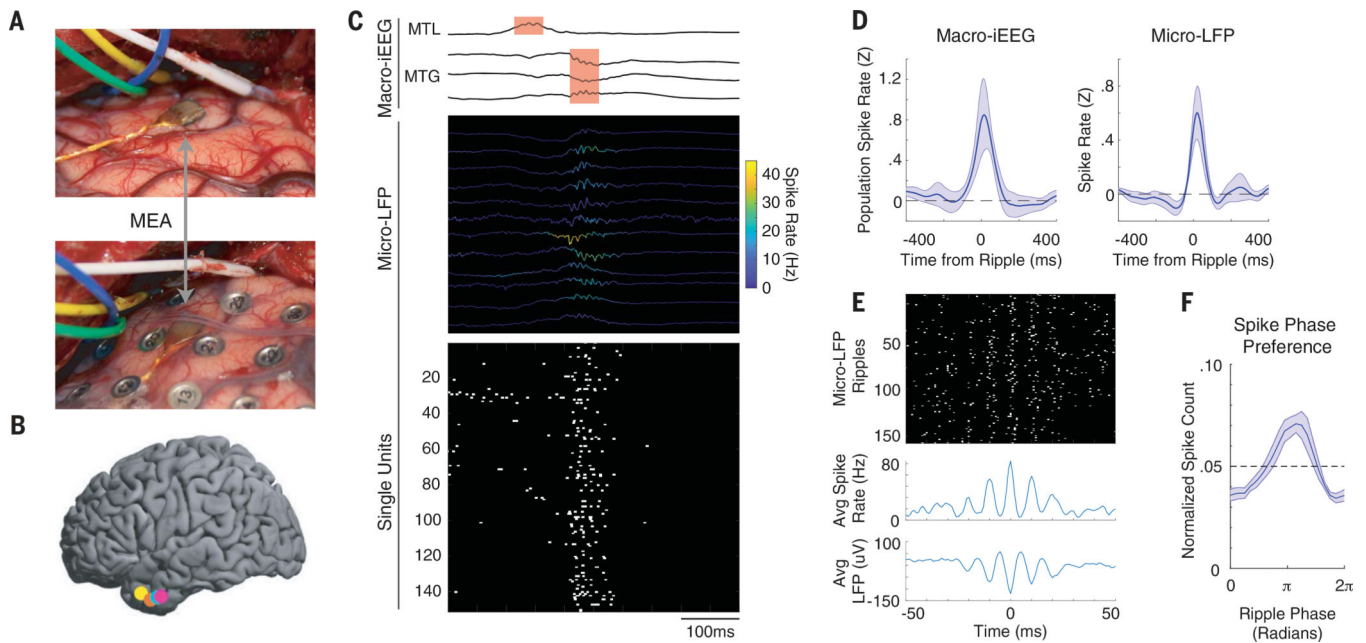 A
MEA
B
C
Macro-iEEG
MTL
MTG
Micro-LFP
40
30
20
10
0
Spike Rate (Hz)
Single Units
20
40
60
80
100
120
140
100ms
D
Macro-iEEG
Population Spike Rate (Z)
1.2
.8
.4
0
-400
0
400
Time from Ripple (ms)
Micro-LFP
Spike Rate (Z)
.8
.4
0
-400
0
400
Time from Ripple (ms)
E
Micro-LFP
Ripples
50
100
150
Avg Spike
Rate (Hz)
80
0
Avg
LFP (uV)
100
-150
-50
0
50
Time (ms)
F
Spike Phase
Preference
Normalized Spike Count
.10
.05
0
0
π
2π
Ripple Phase
(Radians)